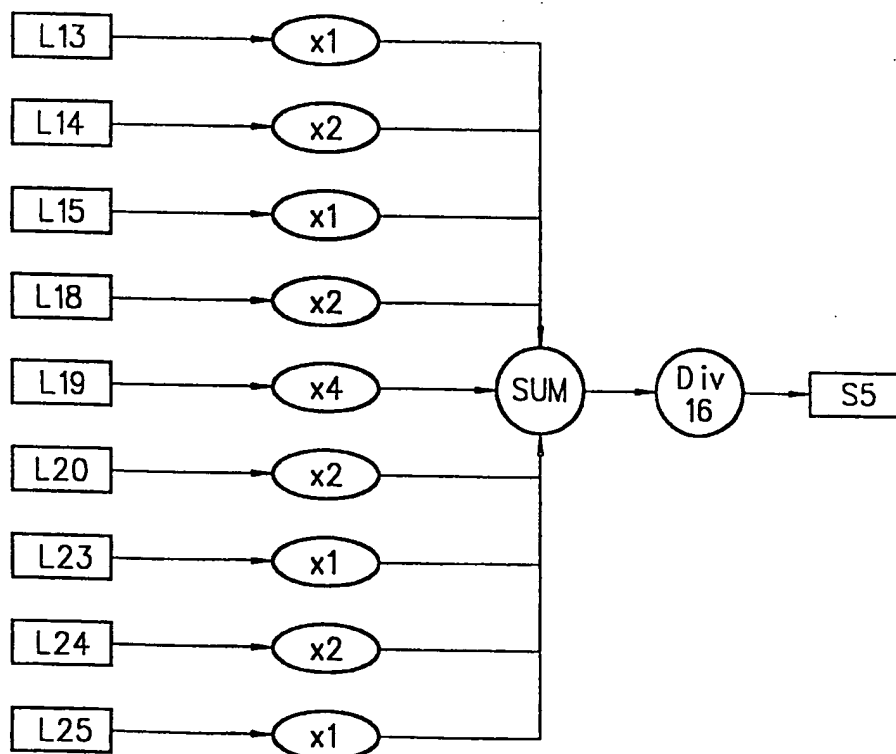 L13 x1
L14 x2
L15 x1
L18 x2
L19 x4 SUM Div 16 S5
L20 x2
L23 x1
L24 x2
L25 x1